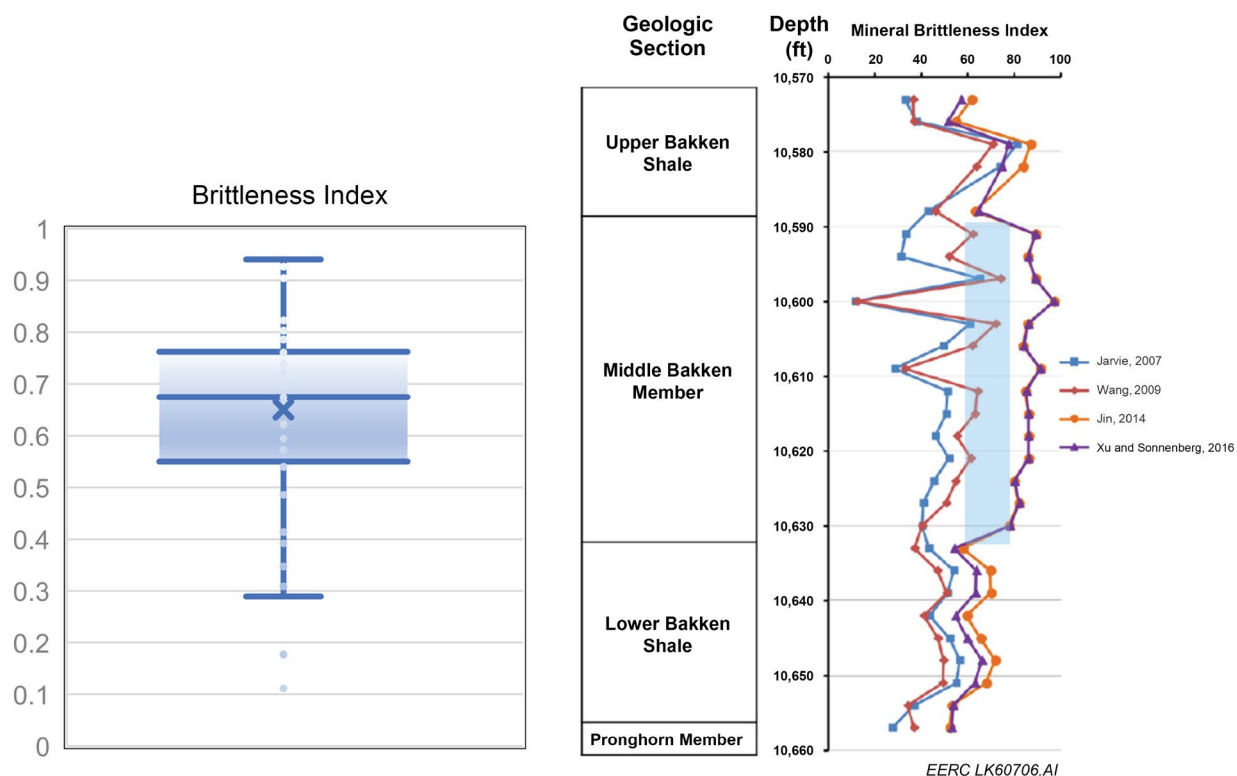 Brittleness Index
1
0.9
0.8
0.7
0.6
0.5
0.4
0.3
0.2
0.1
0
Geologic
Section
Upper Bakken
Shale
Middle Bakken
Member
Lower Bakken
Shale
Pronghorn Member
Depth
(ft)
10,570
10,580
10,590
10,600
10,610
10,620
10,630
10,640
10,650
10,660
Mineral Brittleness Index
0 20 40 60 80 100
Jarvie, 2007
Wang, 2009
Jin, 2014
Xu and Sonnenberg, 2016
EERC LK60706.AI